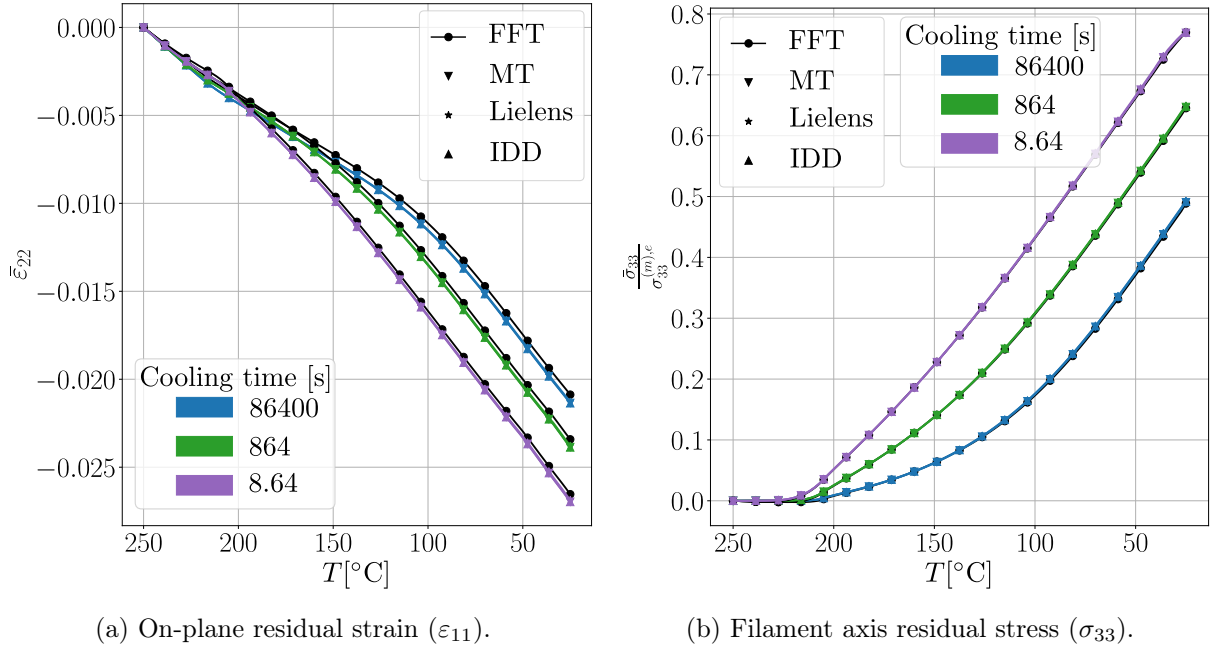 0.000
−0.005
−0.010
−0.015
−0.020
−0.025
ε̄₂₂
FFT
MT
Lielens
IDD
Cooling time [s]
86400
864
8.64
250
200
150
100
50
T[°C]
(a) On-plane residual strain (ε₁₁).
0.8
0.7
0.6
0.5
0.4
0.3
0.2
0.1
0.0
σ̄₃₃
σ₃₃⁽ᵐ⁾,ᵉ
FFT
MT
Lielens
IDD
Cooling time [s]
86400
864
8.64
250
200
150
100
50
T[°C]
(b) Filament axis residual stress (σ₃₃).